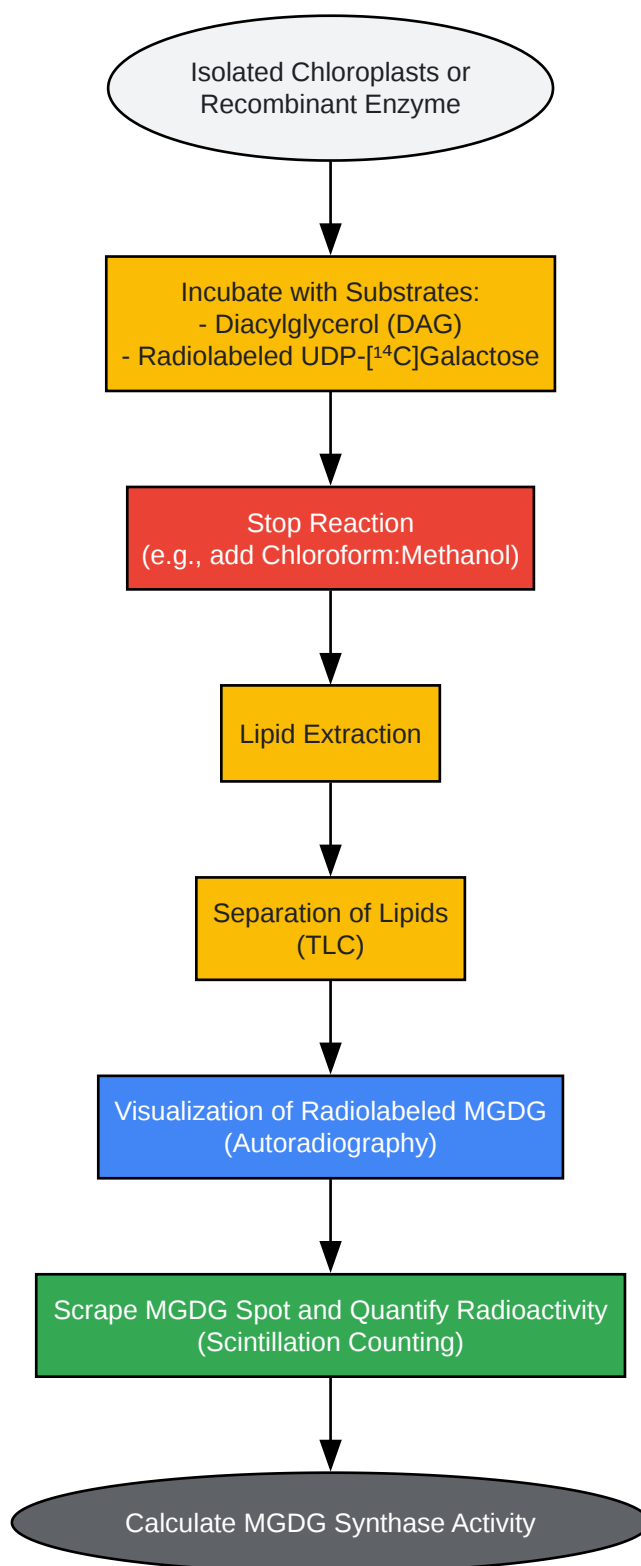 Isolated Chloroplasts or
Recombinant Enzyme
Incubate with Substrates:
- Diacylglycerol (DAG)
- Radiolabeled UDP-[¹⁴C]Galactose
Stop Reaction
(e.g., add Chloroform:Methanol)
Lipid Extraction
Separation of Lipids
(TLC)
Visualization of Radiolabeled MGDG
(Autoradiography)
Scrape MGDG Spot and Quantify Radioactivity
(Scintillation Counting)
Calculate MGDG Synthase Activity